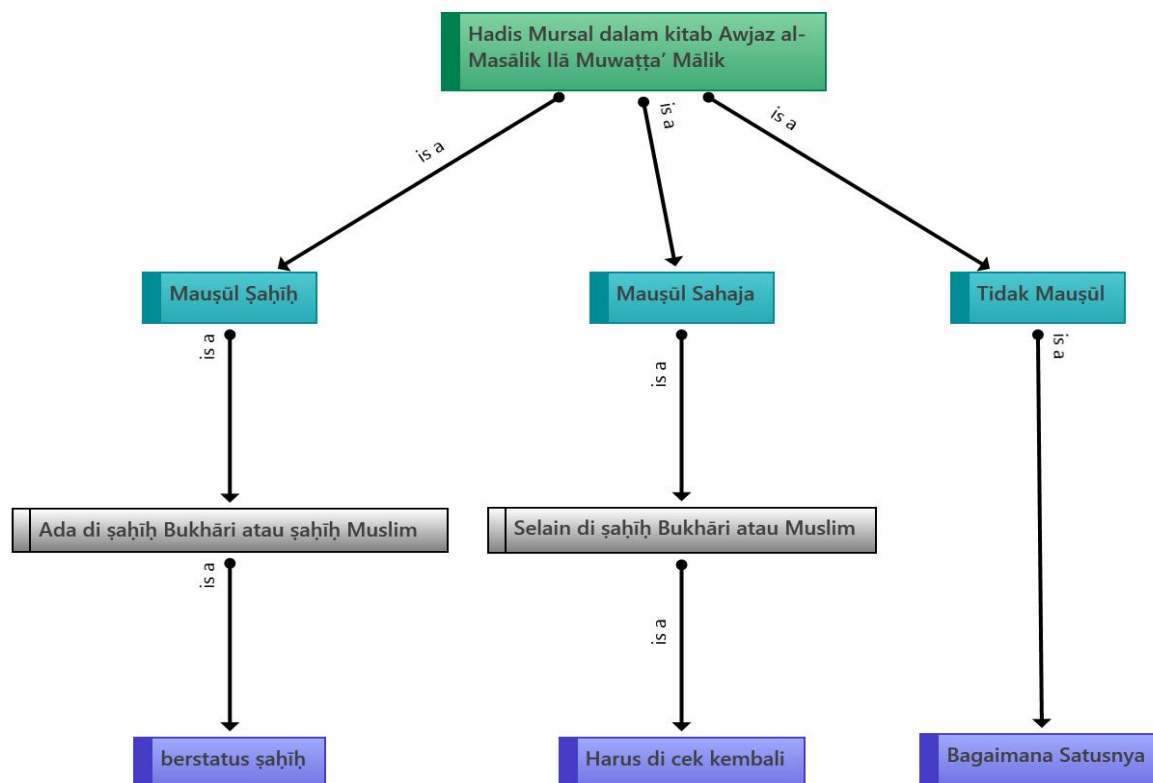 Hadis Mursal dalam kitab Awjaz al-
Masālik Ilā Muwaṭṭa’ Mālik
is a
is a
is a
Mauṣūl Ṣaḥīḥ
Mauṣūl Sahaja
Tidak Mauṣūl
is a
is a
is a
Ada di ṣaḥīḥ Bukhāri atau ṣaḥīḥ Muslim
Selain di ṣaḥīḥ Bukhāri atau Muslim
is a
is a
berstatus ṣaḥīḥ
Harus di cek kembali
Bagaimana Satusnya